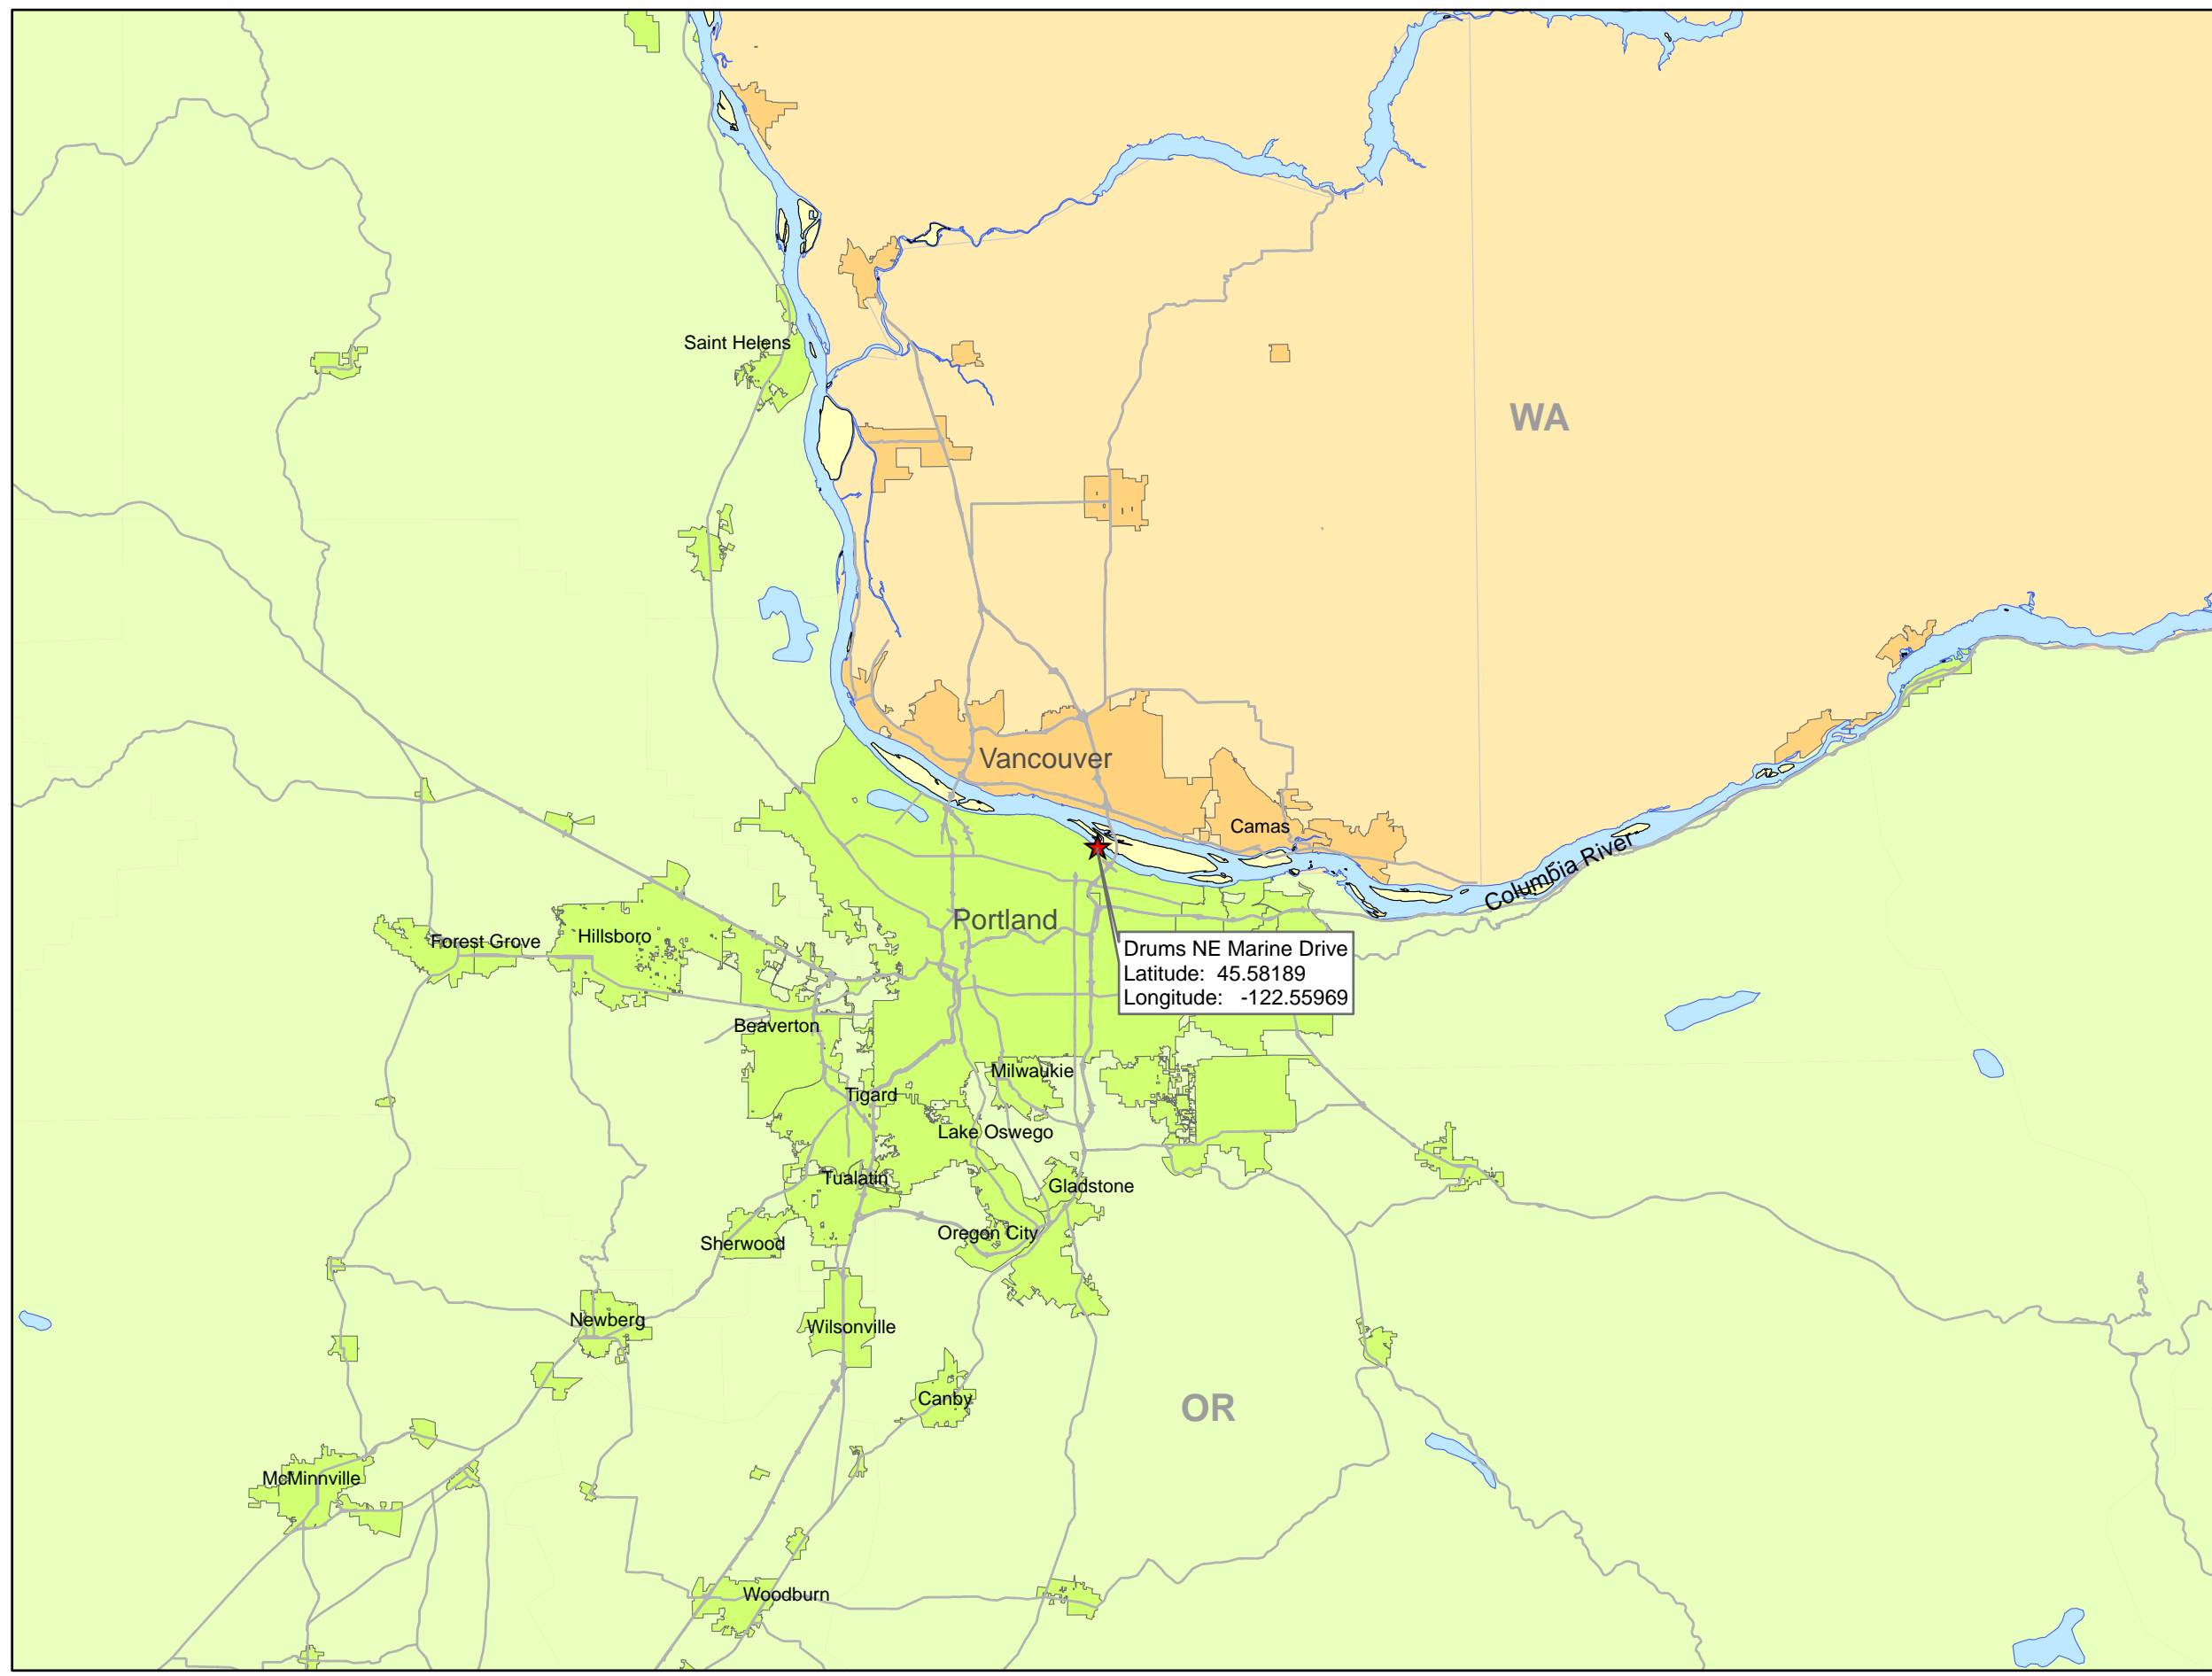 Saint Helens
WA
Vancouver
Camas
Columbia River
Portland
Forest Grove
Hillsboro
Drums NE Marine Drive
Latitude: 45.58189
Longitude: -122.55969
Beaverton
Milwaukie
Tigard
Lake Oswego
Tualatin
Gladstone
Oregon City
Sherwood
Newberg
Wilsonville
Canby
OR
McMinnville
Woodburn